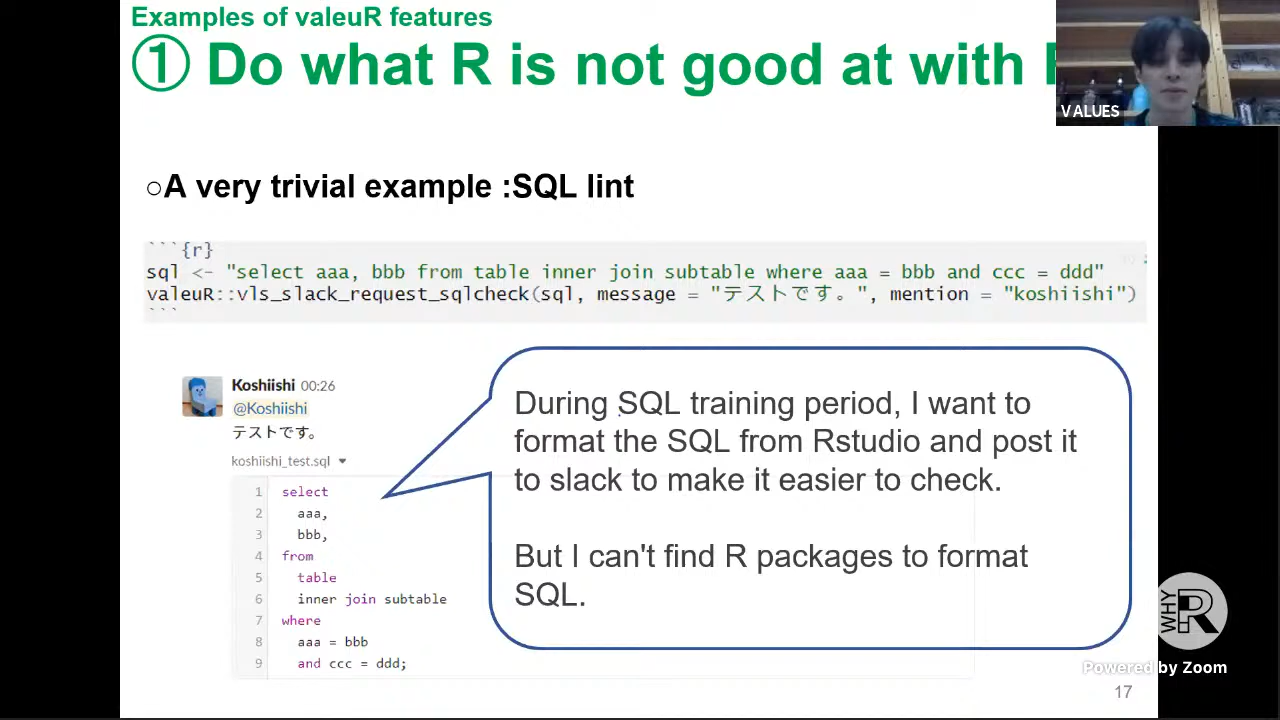 Examples of valeuR features
① Do what R is not good at with
VALUES
○A very trivial example :SQL lint
```{r}
sql <- "select aaa, bbb from table inner join subtable where aaa = bbb and ccc = ddd"
valeuR::vls_slack_request_sqlcheck(sql, message = "テストです。", mention = "koshiishi")
```
Koshiishi 00:26
@Koshiishi
テストです。
koshiishi_test.sql
1 select
2 aaa,
3 bbb,
4 from
5 table
6 inner join subtable
7 where
8 aaa = bbb
9 and ccc = ddd;
During SQL training period, I want to
format the SQL from Rstudio and post it
to slack to make it easier to check.
But I can't find R packages to format
SQL.
WHY R
Powered by Zoom
17